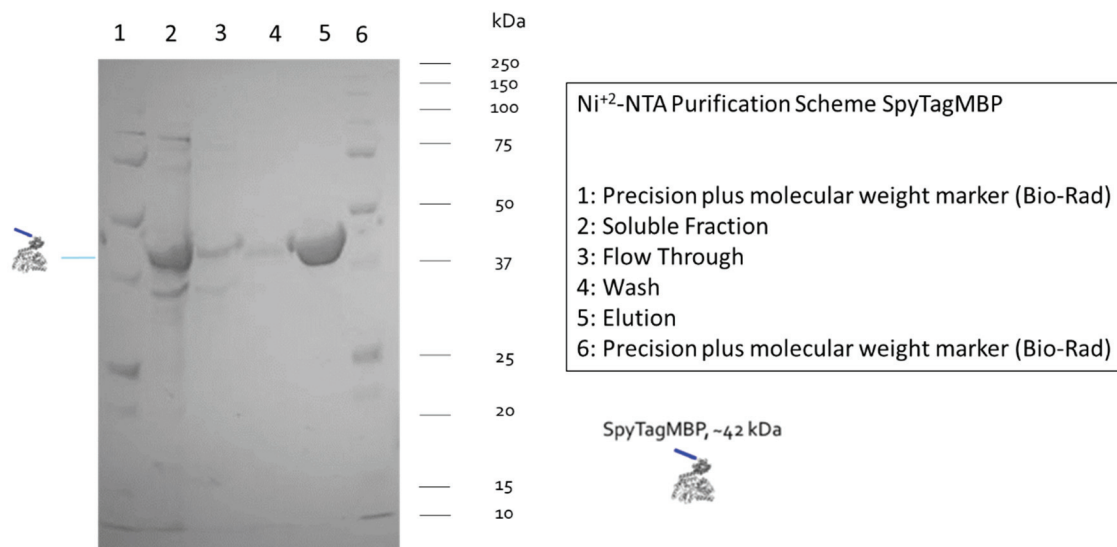 kDa
1 2 3 4 5 6
250
150
100
75
50
37
25
20
15
10
Ni+2-NTA Purification Scheme SpyTagMBP
1: Precision plus molecular weight marker (Bio-Rad)
2: Soluble Fraction
3: Flow Through
4: Wash
5: Elution
6: Precision plus molecular weight marker (Bio-Rad)
SpyTagMBP, ~42 kDa